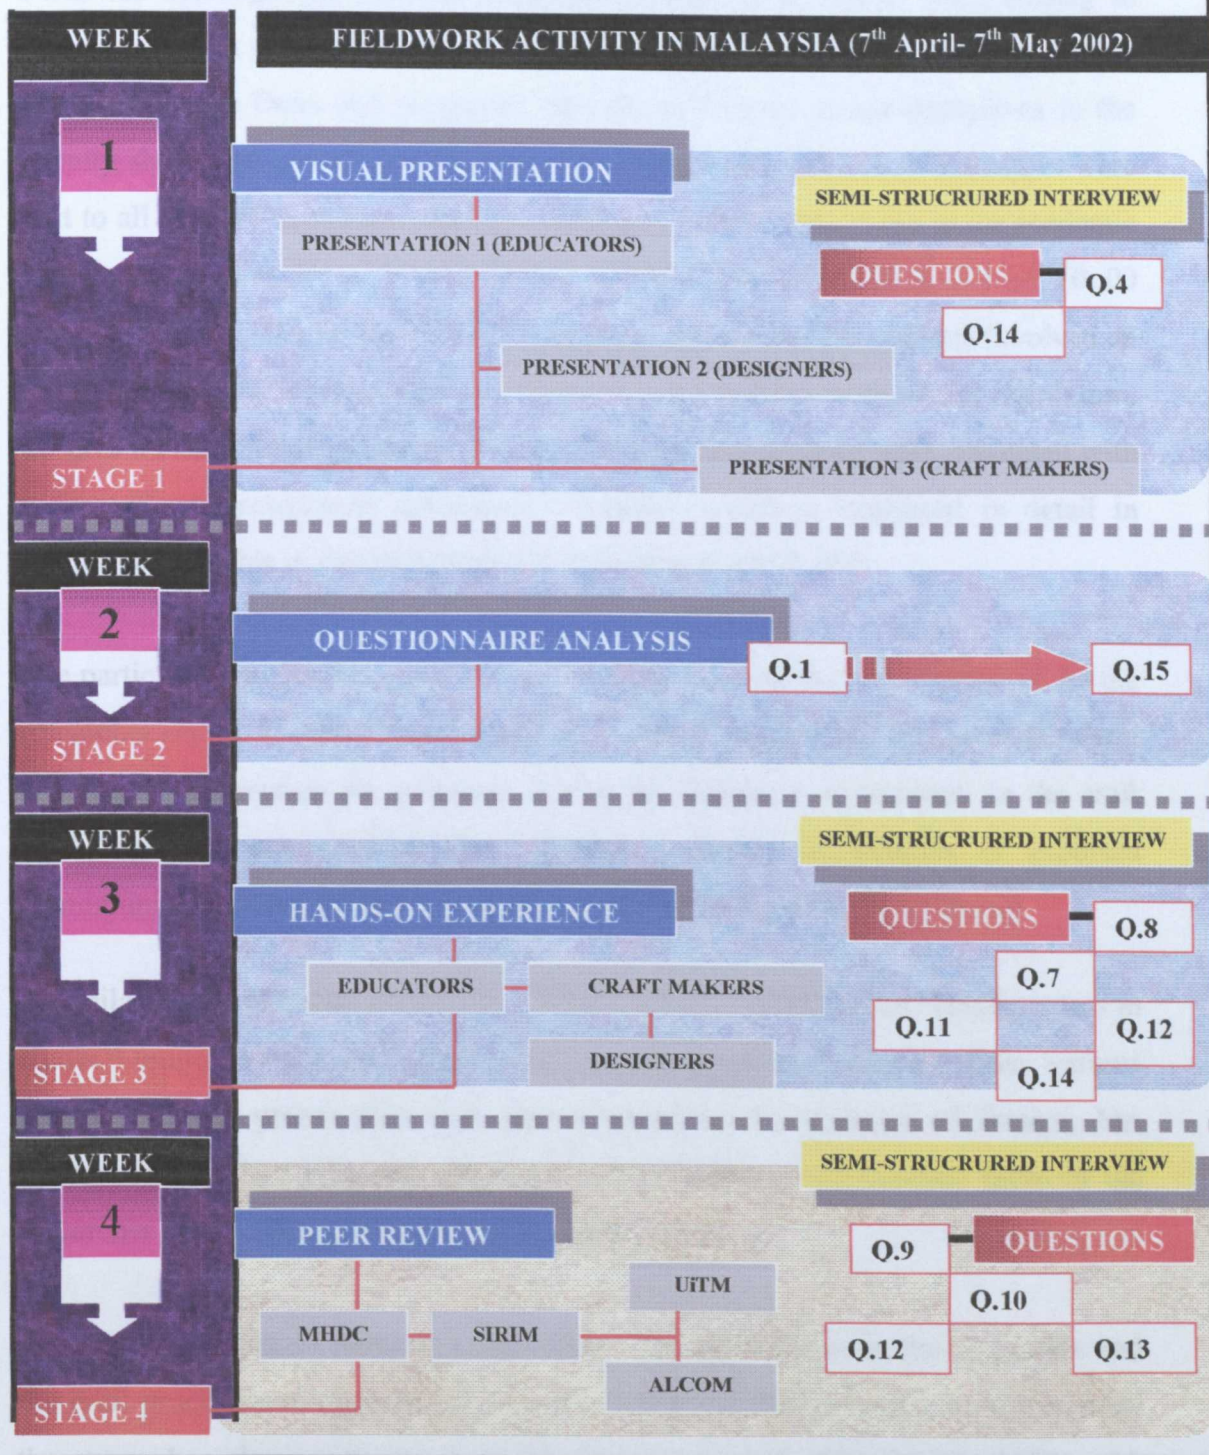 WEEK
FIELDWORK ACTIVITY IN MALAYSIA (7th April- 7th May 2002)
1
VISUAL PRESENTATION
SEMI-STRUCRURED INTERVIEW
PRESENTATION 1 (EDUCATORS)
QUESTIONS
Q.4
Q.14
PRESENTATION 2 (DESIGNERS)
STAGE 1
PRESENTATION 3 (CRAFT MAKERS)
WEEK
2
QUESTIONNAIRE ANALYSIS
Q.1
Q.15
STAGE 2
WEEK
SEMI-STRUCRURED INTERVIEW
3
HANDS-ON EXPERIENCE
QUESTIONS
Q.8
EDUCATORS
CRAFT MAKERS
Q.7
Q.11
Q.12
DESIGNERS
STAGE 3
Q.14
WEEK
SEMI-STRUCRURED INTERVIEW
4
PEER REVIEW
Q.9
QUESTIONS
UiTM
Q.10
MHDC
SIRIM
Q.12
Q.13
ALCOM
STAGE 4